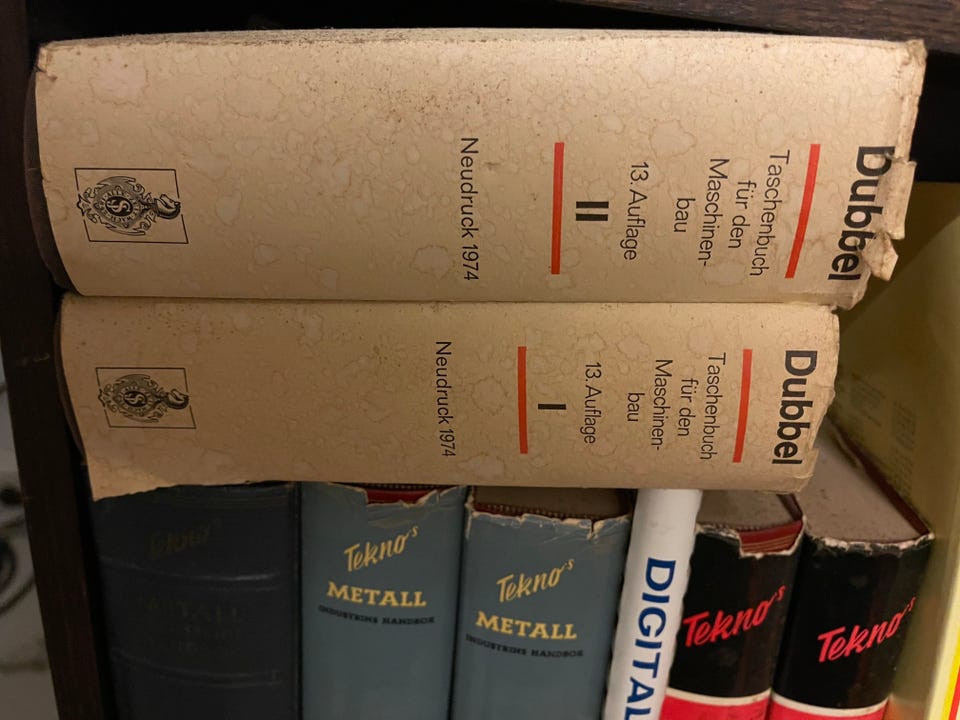 Dubbel
Taschenbuch
für den
Maschinen-
bau
13. Auflage
II
Neudruck 1974
Dubbel
Taschenbuch
für den
Maschinen-
bau
13. Auflage
I
Neudruck 1974
Tekno's
METALL
INDUSTRINS HANDBOK
Tekno's
METALL
INDUSTRINS HANDBOK
DIGITAL
Tekno's
Tekno's